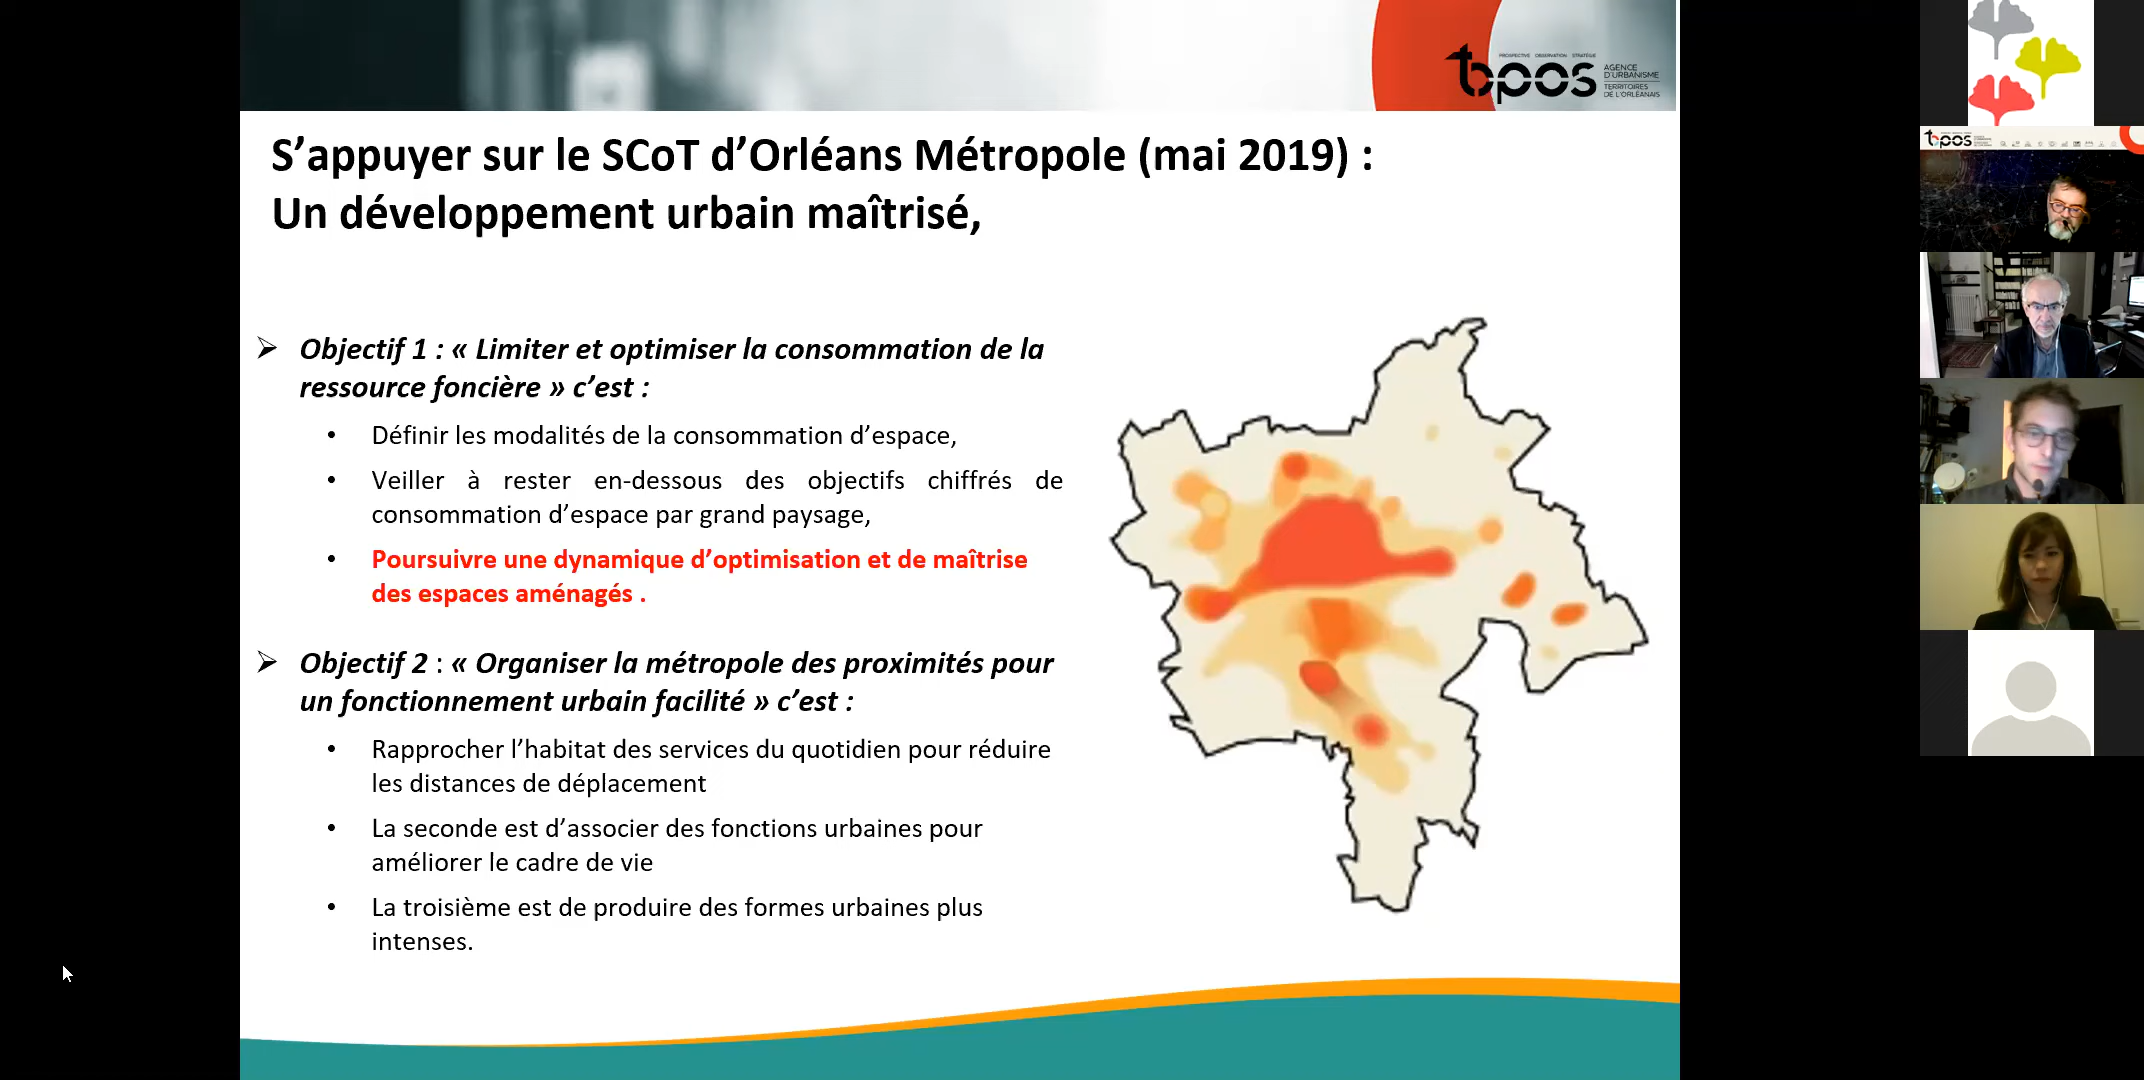 PROSPECTIVE OBSERVATION STRATÉGIE
topos
AGENCE
D'URBANISME
TERRITOIRES
DE L'ORLÉANAIS
S’appuyer sur le SCoT d’Orléans Métropole (mai 2019) :
Un développement urbain maîtrisé,
➢ Objectif 1 : « Limiter et optimiser la consommation de la
ressource foncière » c’est :
• Définir les modalités de la consommation d’espace,
• Veiller à rester en-dessous des objectifs chiffrés de
consommation d’espace par grand paysage,
• Poursuivre une dynamique d’optimisation et de maîtrise
des espaces aménagés .
➢ Objectif 2 : « Organiser la métropole des proximités pour
un fonctionnement urbain facilité » c’est :
• Rapprocher l’habitat des services du quotidien pour réduire
les distances de déplacement
• La seconde est d’associer des fonctions urbaines pour
améliorer le cadre de vie
• La troisième est de produire des formes urbaines plus
intenses.
topos